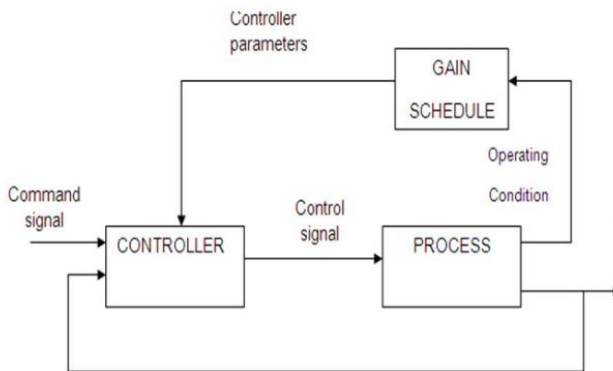 Controller
parameters
GAIN
SCHEDULE
Operating
Condition
Command
signal
Control
signal
CONTROLLER
PROCESS